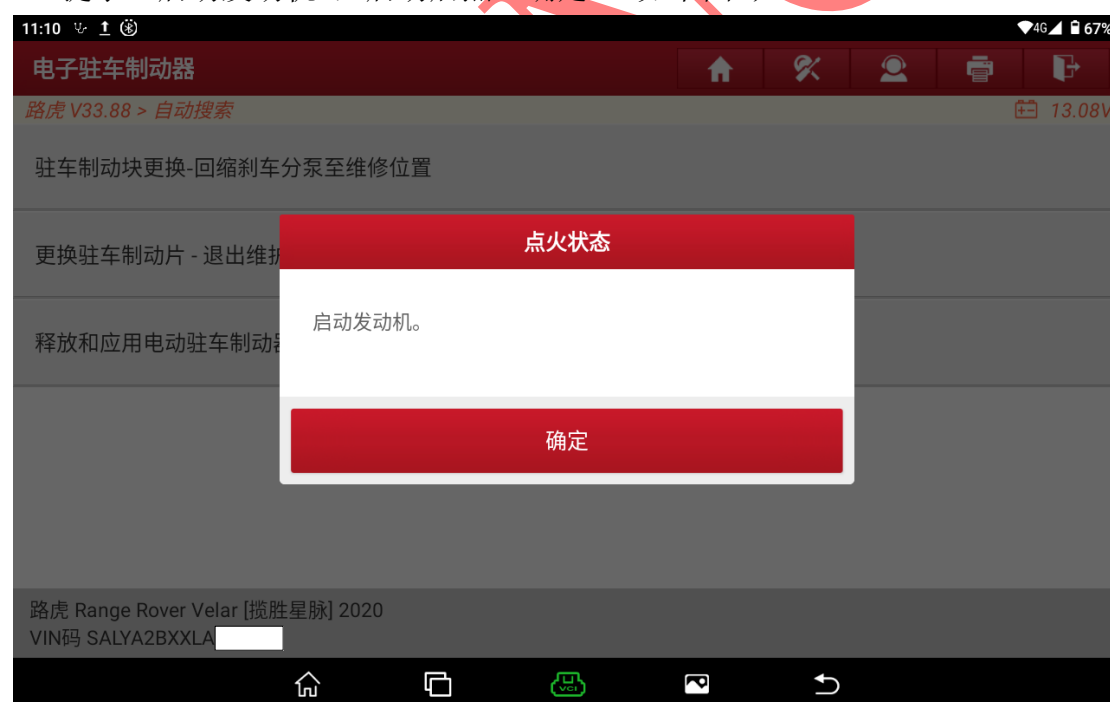 11:10
4G 67%
电子驻车制动器
路虎 V33.88 > 自动搜索
13.08V
驻车制动块更换-回缩刹车分泵至维修位置
点火状态
更换驻车制动片 - 退出维护
启动发动机。
释放和应用电动驻车制动器
确定
路虎 Range Rover Velar [揽胜星脉] 2020
VIN码 SALYA2BXXLA
VCI